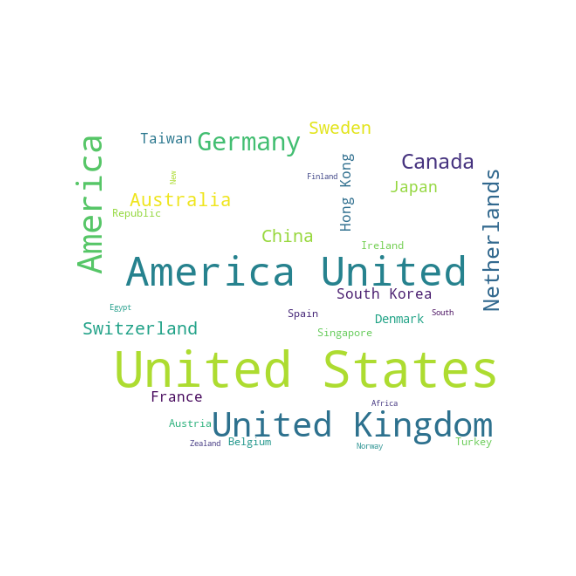 Sweden
Taiwan
Germany
America
Canada
Hong Kong
New
Finland
Japan
Netherlands
Australia
Republic
China
Ireland
America United
South Korea
Egypt
Spain
Denmark
South
Switzerland
Singapore
United States
France
Africa
Austria
United Kingdom
Zealand
Belgium
Norway
Turkey